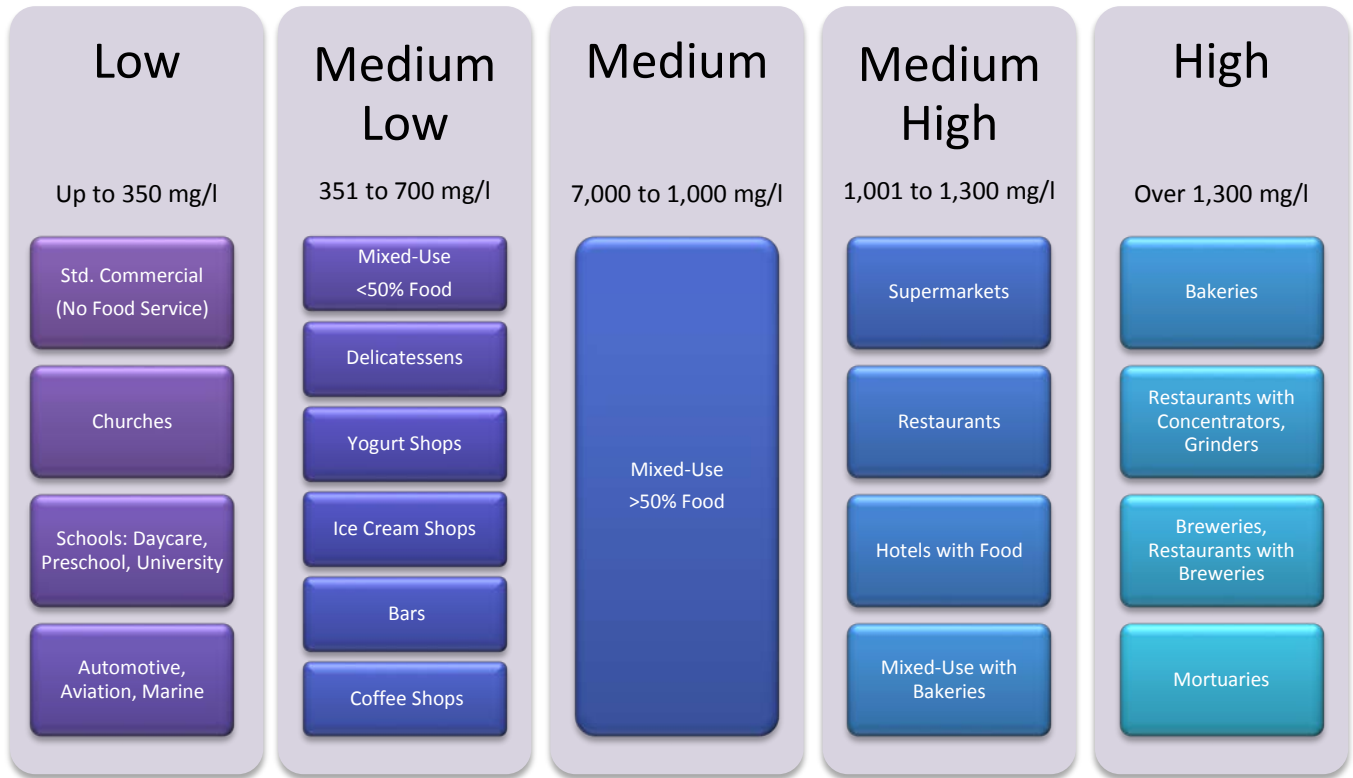 Low
Up to 350 mg/l
Std. Commercial
(No Food Service)
Churches
Schools: Daycare,
Preschool, University
Automotive,
Aviation, Marine
Medium
Low
351 to 700 mg/l
Mixed-Use
<50% Food
Delicatessens
Yogurt Shops
Ice Cream Shops
Bars
Coffee Shops
Medium
7,000 to 1,000 mg/l
Mixed-Use
>50% Food
Medium
High
1,001 to 1,300 mg/l
Supermarkets
Restaurants
Hotels with Food
Mixed-Use with
Bakeries
High
Over 1,300 mg/l
Bakeries
Restaurants with
Concentrators,
Grinders
Breweries,
Restaurants with
Breweries
Mortuaries